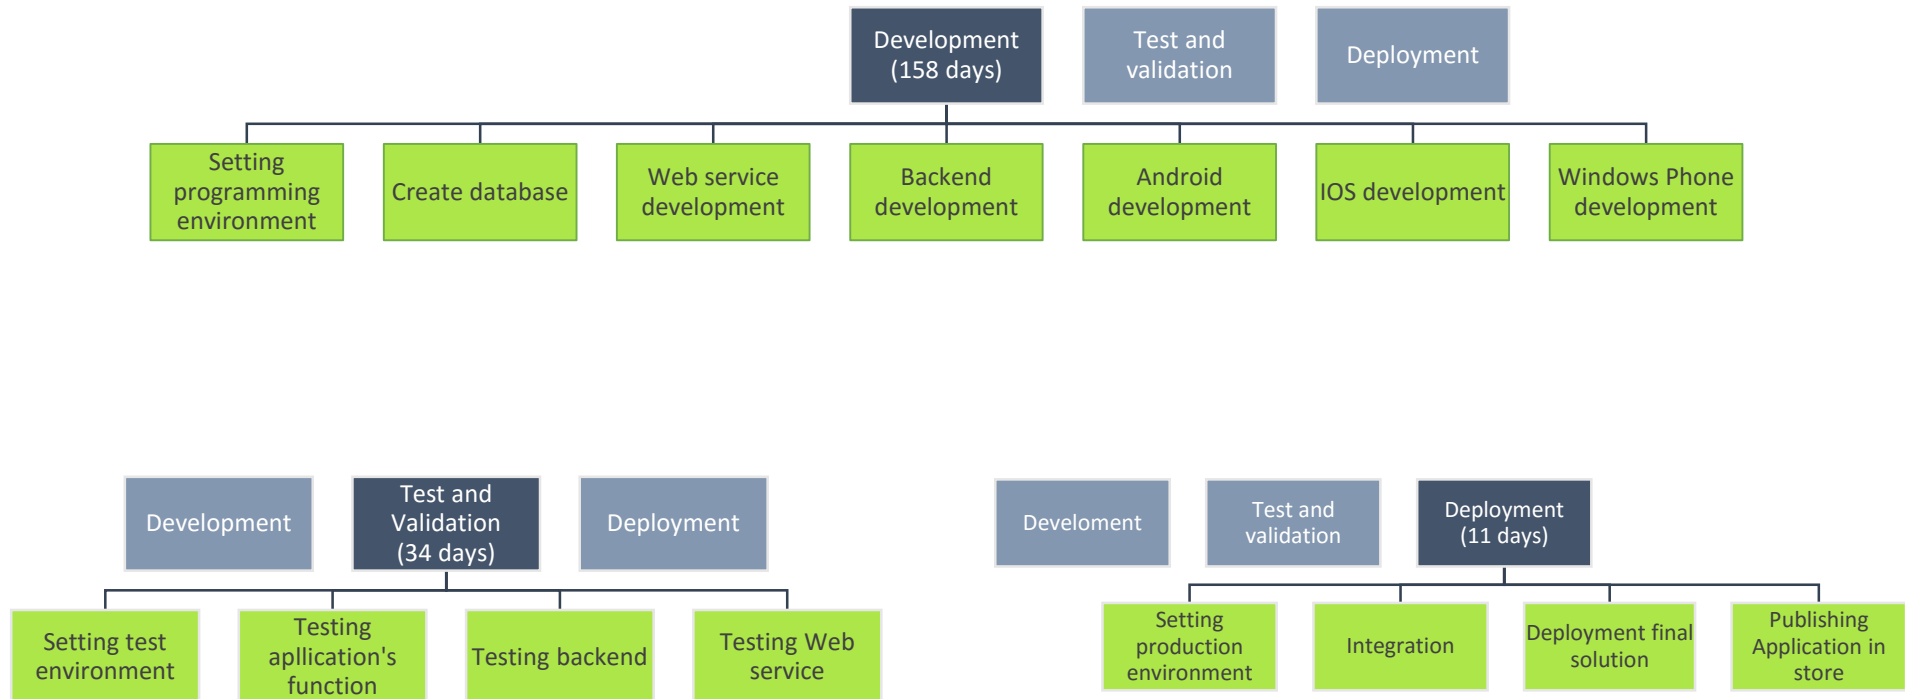 Development
(158 days)
Test and
validation
Deployment
Setting
programming
environment
Create database
Web service
development
Backend
development
Android
development
IOS development
Windows Phone
development
Development
Test and
Validation
(34 days)
Deployment
Setting test
environment
Testing
apllication's
function
Testing backend
Testing Web
service
Develoment
Test and
validation
Deployment
(11 days)
Setting
production
environment
Integration
Deployment final
solution
Publishing
Application in
store